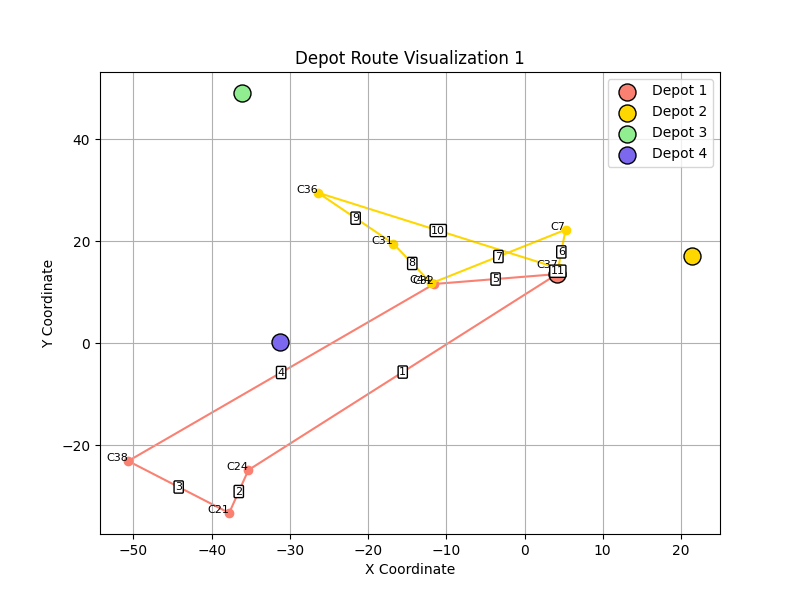 Depot Route Visualization 1
Depot 1
Depot 2
Depot 3
Depot 4
Y Coordinate
40
20
0
−20
C36
10
9
C31
8
C7
6
7
C37
11
5
C32
4
1
C38
3
C24
2
C21
−50
−40
−30
−20
−10
0
10
20
X Coordinate